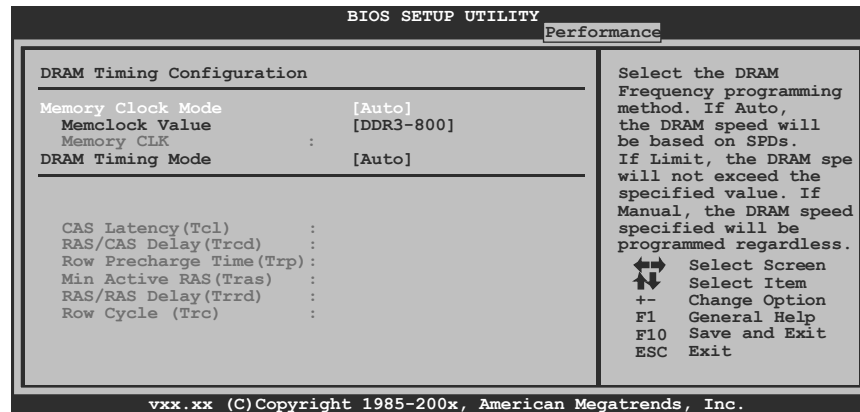 BIOS SETUP UTILITY
Performance
DRAM Timing Configuration
Memory Clock Mode [Auto]
Memclock Value [DDR3-800]
Memory CLK :
DRAM Timing Mode [Auto]
CAS Latency(Tcl) :
RAS/CAS Delay(Trcd) :
Row Precharge Time(Trp):
Min Active RAS(Tras) :
RAS/RAS Delay(Trrd) :
Row Cycle (Trc) :
Select the DRAM
Frequency programming
method. If Auto,
the DRAM speed will
be based on SPDs.
If Limit, the DRAM spe
will not exceed the
specified value. If
Manual, the DRAM speed
specified will be
programmed regardless.
Select Screen
Select Item
+- Change Option
F1 General Help
F10 Save and Exit
ESC Exit
vxx.xx (C)Copyright 1985-200x, American Megatrends, Inc.